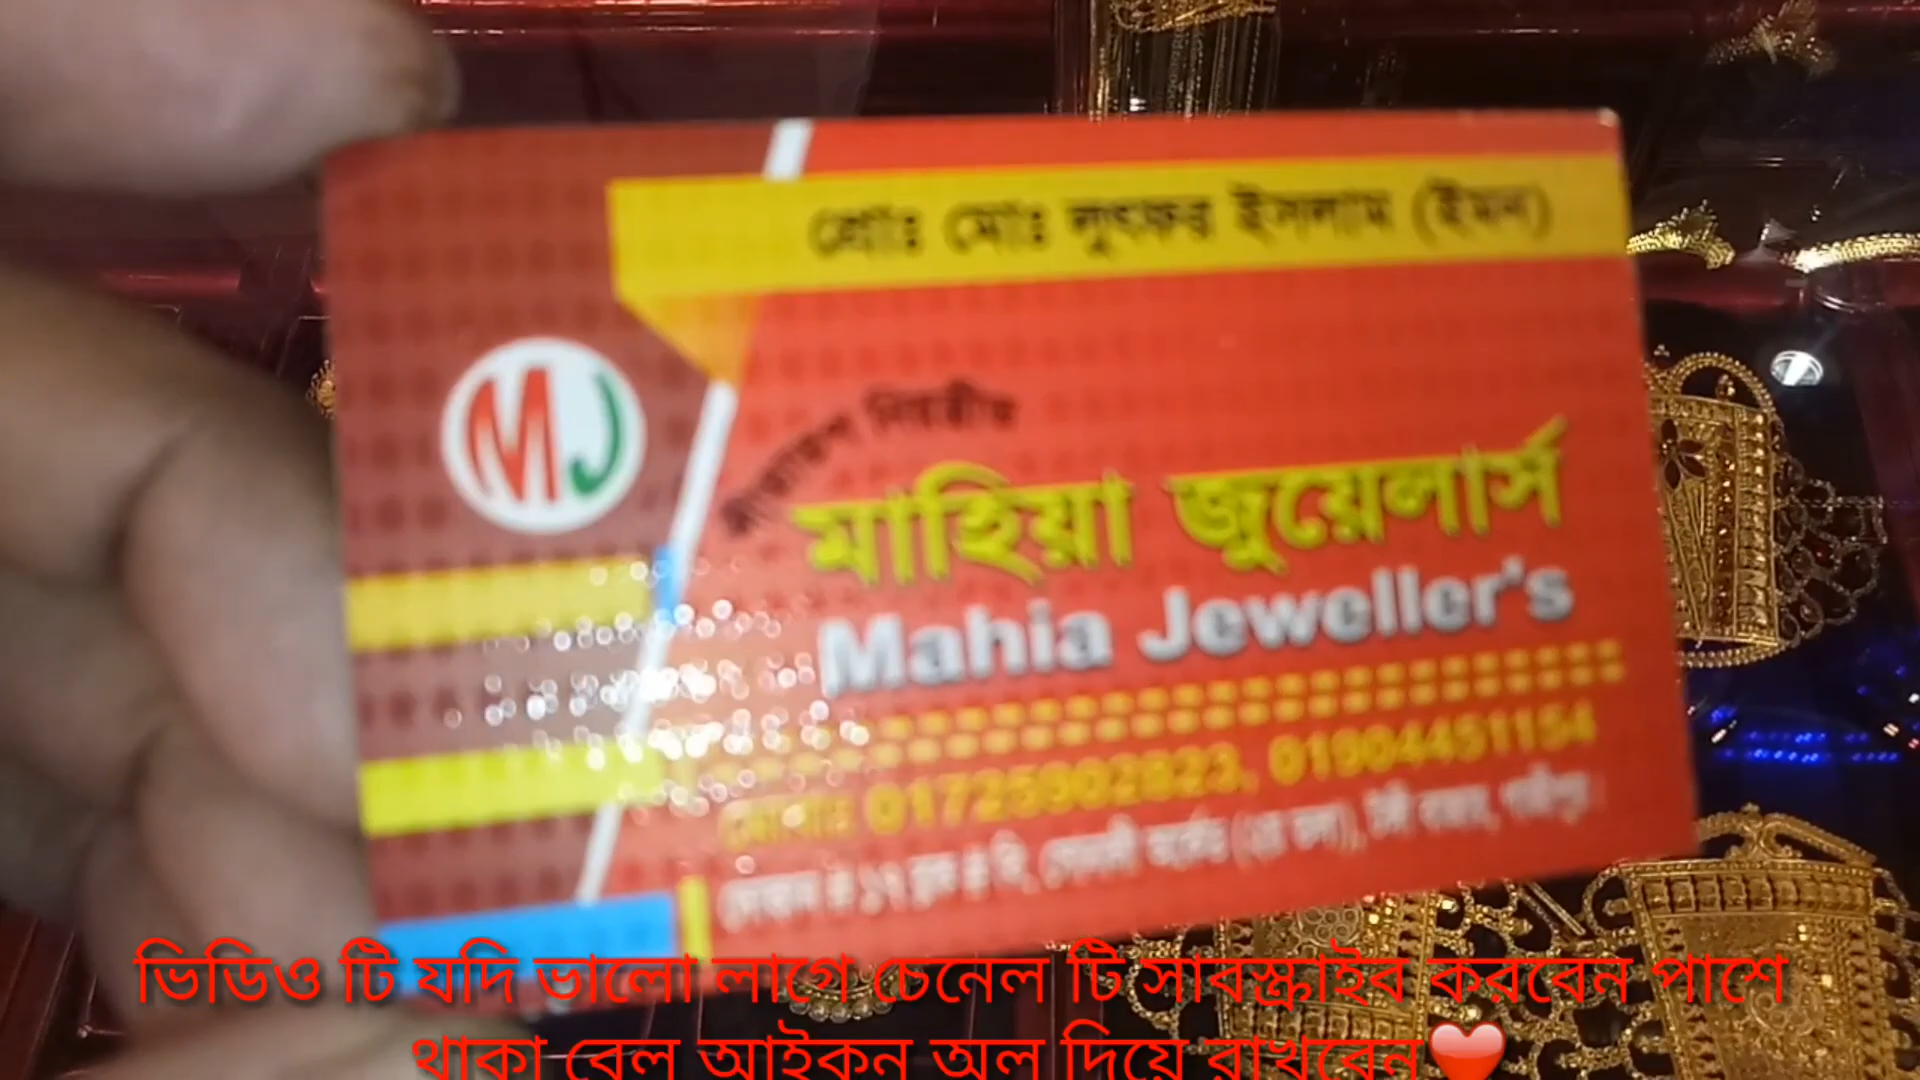 প্রোঃ মোঃ লুৎফর ইসলাম (ইমন)
MJ
মাহিয়া জুয়েলার্স
Mahia Jeweller's
মোবাঃ 01725902823, 01904451154
ভিডিও টি যদি ভালো লাগে চেনেল টি সাবস্ক্রাইব করবেন পাশে
থাকা বেল আইকন অল দিয়ে রাখবেন❤️